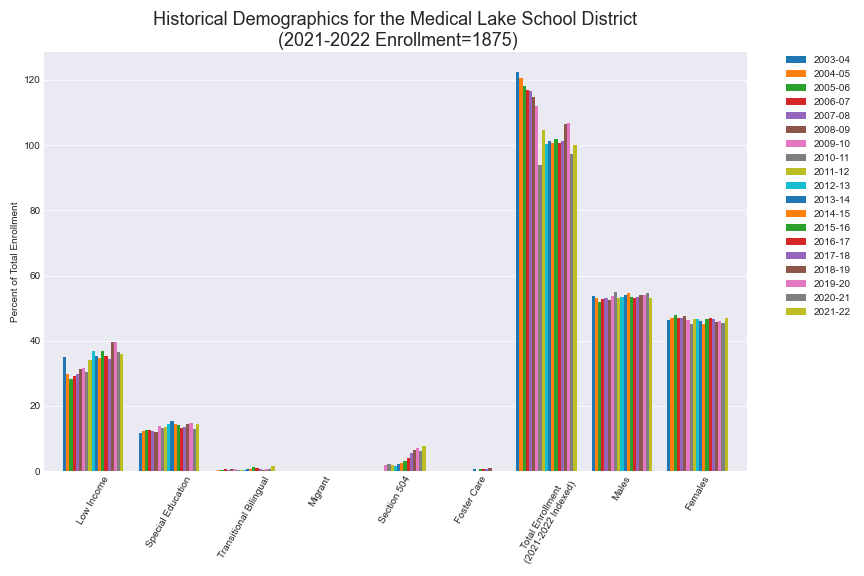 Historical Demographics for the Medical Lake School District
(2021-2022 Enrollment=1875)
Percent of Total Enrollment
120
100
80
60
40
20
0
Low Income
Special Education
Transitional Bilingual
Migrant
Section 504
Foster Care
Total Enrollment
(2021-2022 Indexed)
Males
Females
2003-04
2004-05
2005-06
2006-07
2007-08
2008-09
2009-10
2010-11
2011-12
2012-13
2013-14
2014-15
2015-16
2016-17
2017-18
2018-19
2019-20
2020-21
2021-22